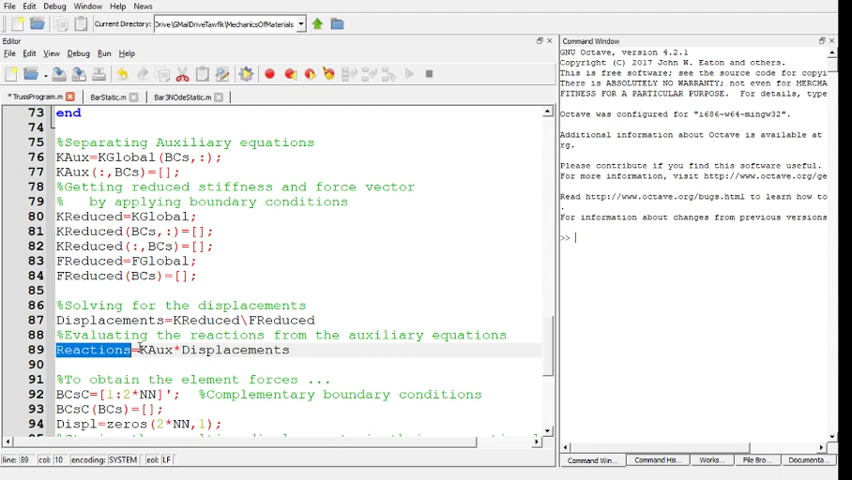 File Edit View Debug Window Help News
Current Directory: Drive\GMailDriveTawfik\MechanicsOfMaterials
Editor
File Edit View Debug Run Help
* TrussProgram.m BarStatic.m Bar3NOdeStatic.m
73 end
74
75 %Separating Auxiliary equations
76 KAux=KGlobal(BCs,:);
77 KAux(:,BCs)=[];
78 %Getting reduced stiffness and force vector
79 % by applying boundary conditions
80 KReduced=KGlobal;
81 KReduced(BCs,:)=[];
82 KReduced(:,BCs)=[];
83 FReduced=FGlobal;
84 FReduced(BCs)=[];
85
86 %Solving for the displacements
87 Displacements=KReduced\FReduced
88 %Evaluating the reactions from the auxiliary equations
89 Reactions=KAux*Displacements
90
91 %To obtain the element forces ...
92 BCsC=[1:2*NN]'; %Complementary boundary conditions
93 BCsC(BCs)=[];
94 Displ=zeros(2*NN,1);
line: 89 col: 10 encoding: SYSTEM eol: LF
Command Window
GNU Octave, version 4.2.1
Copyright (C) 2017 John W. Eaton and others.
This is free software; see the source code for copyi
There is ABSOLUTELY NO WARRANTY; not even for MERCHA
FITNESS FOR A PARTICULAR PURPOSE. For details, type
Octave was configured for "i686-w64-mingw32".
Additional information about Octave is available at
rg.
Please contribute if you find this software useful.
For more information, visit http://www.octave.org/ge
Read http://www.octave.org/bugs.html to learn how to
.
For information about changes from previous versions
>>
Command Win... Command His... Works... File Bro... Documenta...